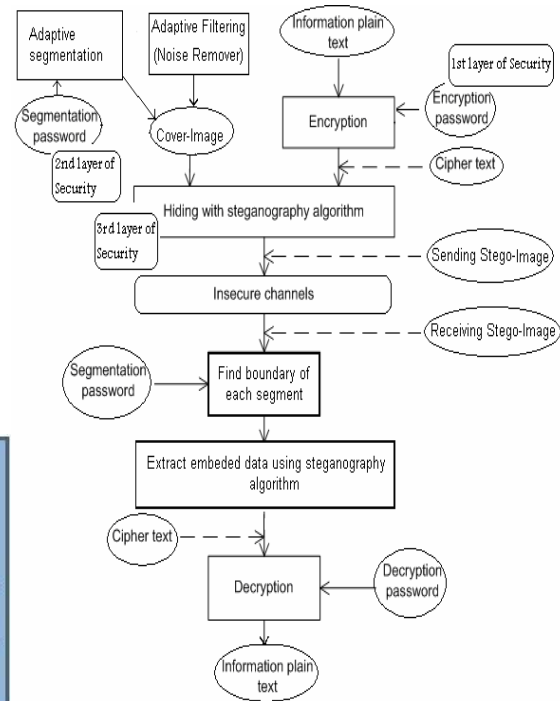 Adaptive
segmentation
Adaptive Filtering
(Noise Remover)
Information plain
text
1st layer of Security
Segmentation
password
2nd layer of
Security
Cover-Image
Encryption
Encryption
password
Cipher text
3rd layer of
Security
Hiding with steganography algorithm
Sending Stego-Image
Insecure channels
Receiving Stego-Image
Segmentation
password
Find boundary of
each segment
Extract embeded data using steganography
algorithm
Cipher text
Decryption
Decryption
password
Information plain
text